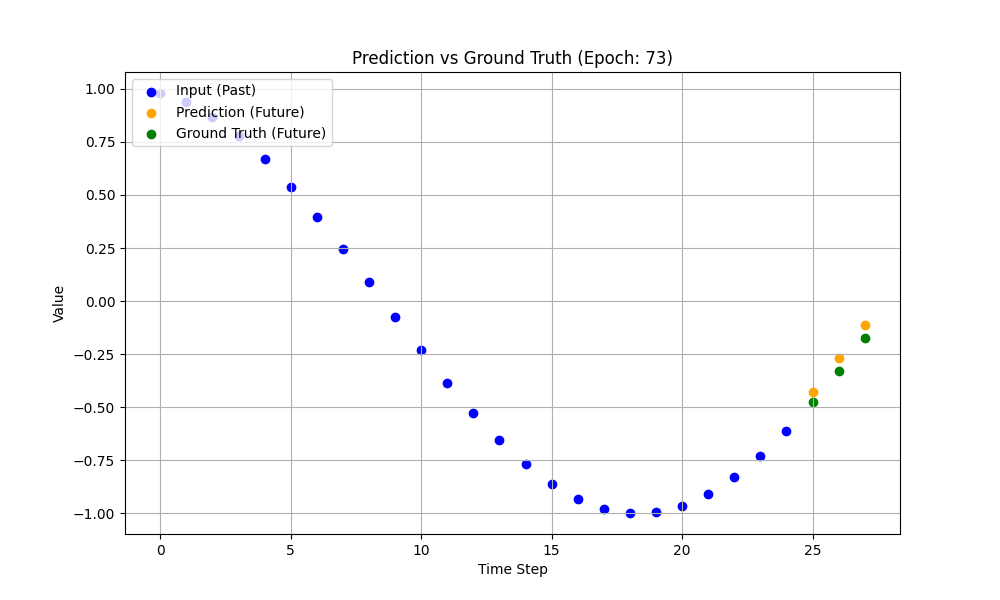 Prediction vs Ground Truth (Epoch: 73)
Input (Past)
Prediction (Future)
Ground Truth (Future)
1.00
0.75
0.50
0.25
0.00
−0.25
−0.50
−0.75
−1.00
Value
0 5 10 15 20 25
Time Step